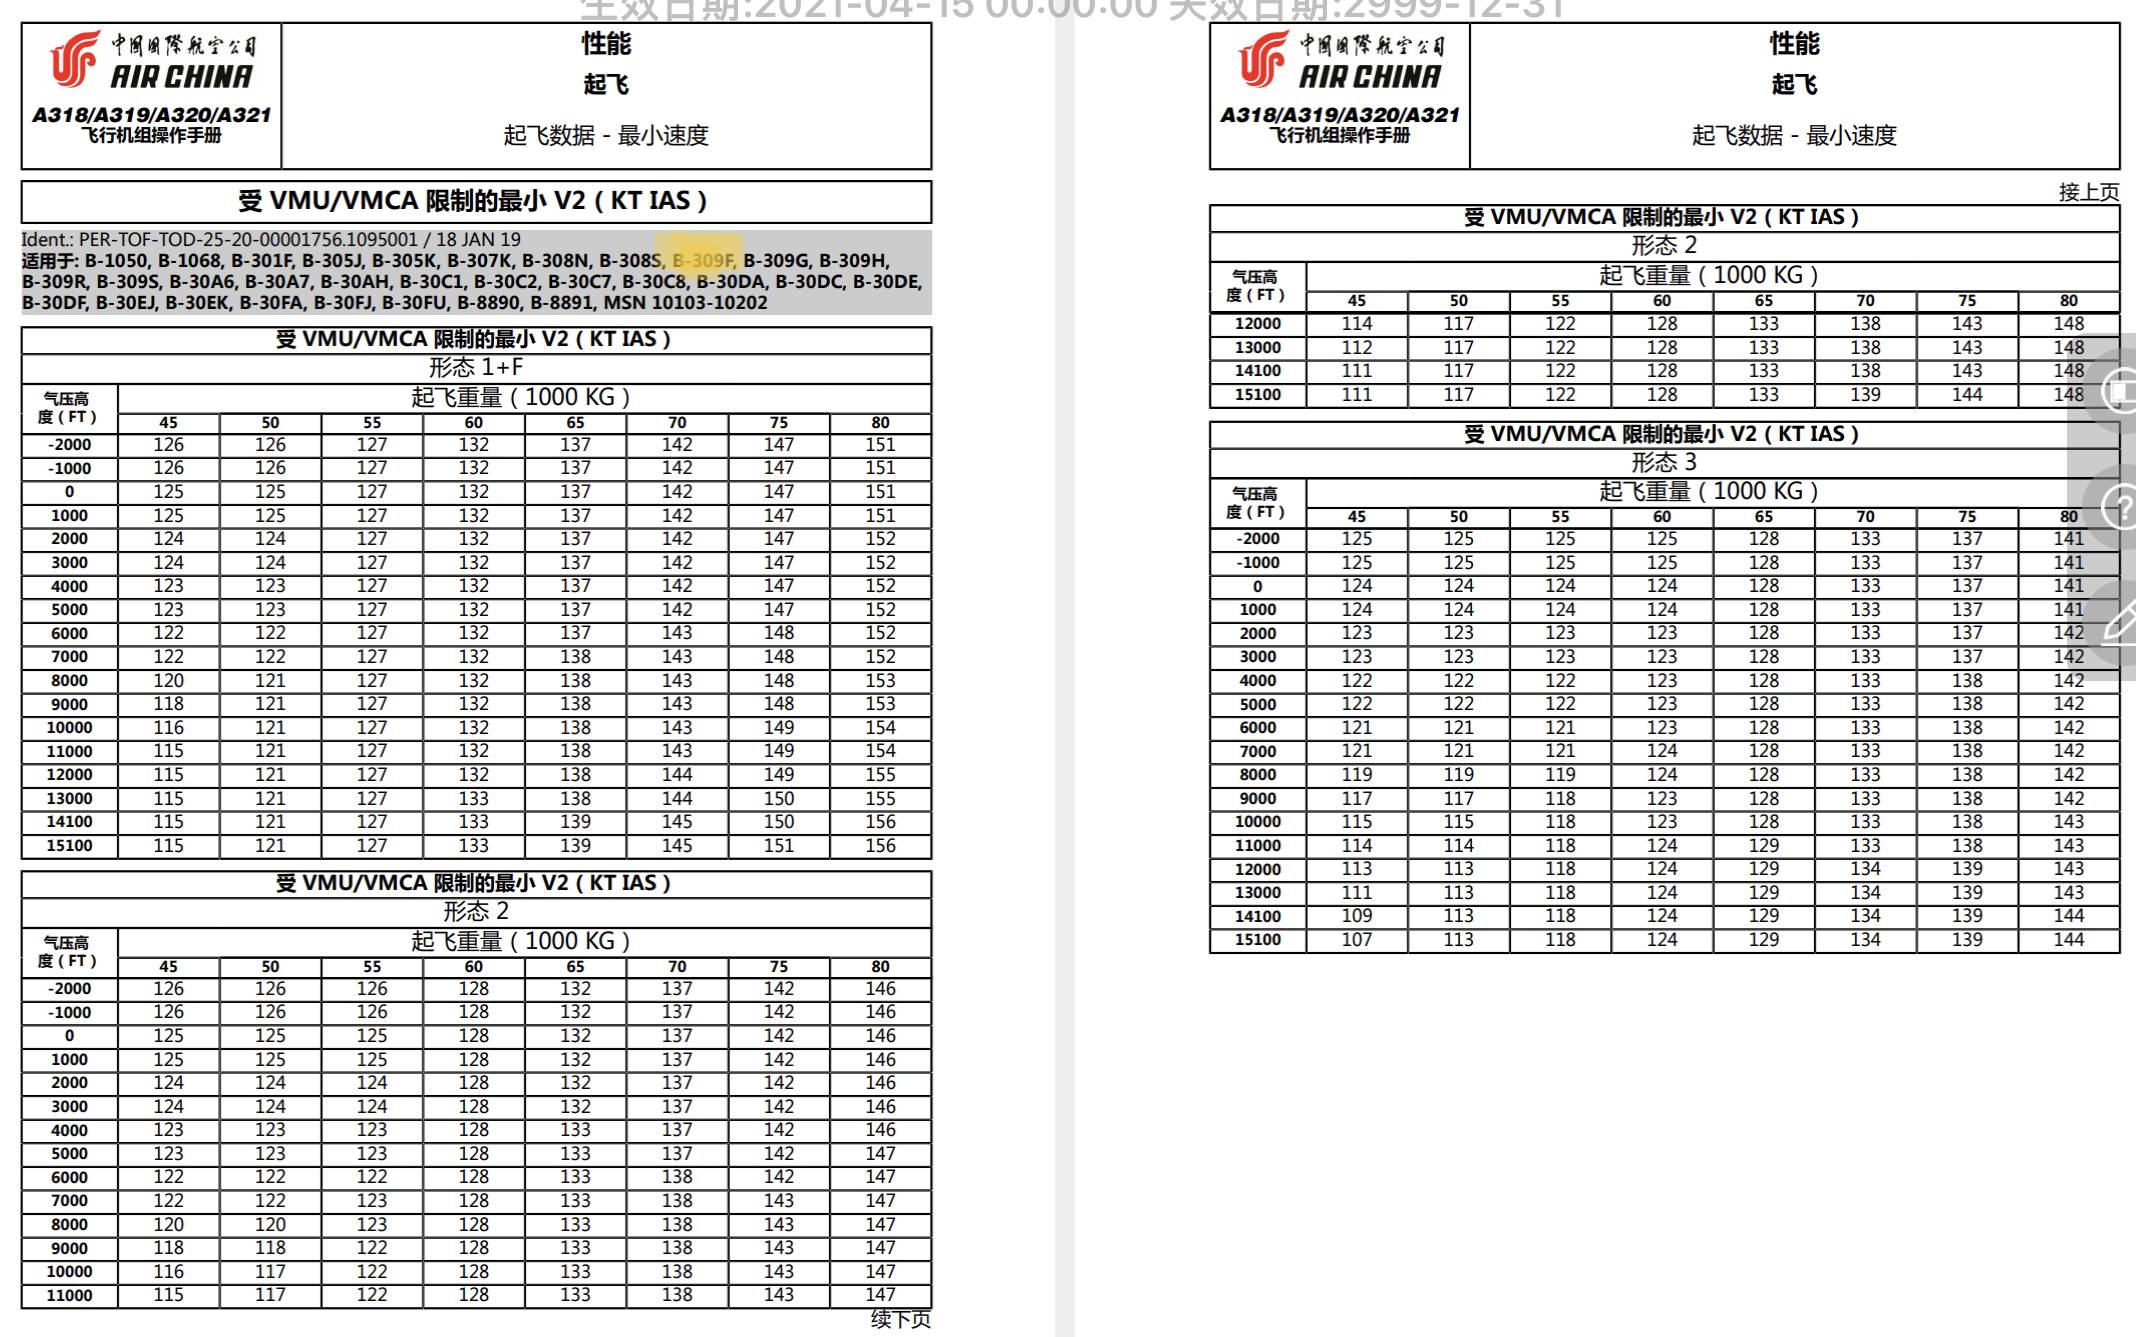 生效日期:2021-04-15 00:00:00 失效日期:2999-12-31
中国国際航空公司
AIR CHINA
A318/A319/A320/A321
飞行机组操作手册
性能
起飞
起飞数据 - 最小速度
受 VMU/VMCA 限制的最小 V2 ( KT IAS )
Ident.: PER-TOF-TOD-25-20-00001756.1095001 / 18 JAN 19
适用于: B-1050, B-1068, B-301F, B-305J, B-305K, B-307K, B-308N, B-308S, B-309F, B-309G, B-309H,
B-309R, B-309S, B-30A6, B-30A7, B-30AH, B-30C1, B-30C2, B-30C7, B-30C8, B-30DA, B-30DC, B-30DE,
B-30DF, B-30EJ, B-30EK, B-30FA, B-30FJ, B-30FU, B-8890, B-8891, MSN 10103-10202
受 VMU/VMCA 限制的最小 V2 ( KT IAS )
形态 1+F
气压高
度 ( FT )
起飞重量 ( 1000 KG )
45 50 55 60 65 70 75 80
-2000 126 126 127 132 137 142 147 151
-1000 126 126 127 132 137 142 147 151
0 125 125 127 132 137 142 147 151
1000 125 125 127 132 137 142 147 151
2000 124 124 127 132 137 142 147 152
3000 124 124 127 132 137 142 147 152
4000 123 123 127 132 137 142 147 152
5000 123 123 127 132 137 142 147 152
6000 122 122 127 132 137 143 148 152
7000 122 122 127 132 138 143 148 152
8000 120 121 127 132 138 143 148 153
9000 118 121 127 132 138 143 148 153
10000 116 121 127 132 138 143 149 154
11000 115 121 127 132 138 143 149 154
12000 115 121 127 132 138 144 149 155
13000 115 121 127 133 138 144 150 155
14100 115 121 127 133 139 145 150 156
15100 115 121 127 133 139 145 151 156
受 VMU/VMCA 限制的最小 V2 ( KT IAS )
形态 2
气压高
度 ( FT )
起飞重量 ( 1000 KG )
45 50 55 60 65 70 75 80
-2000 126 126 126 128 132 137 142 146
-1000 126 126 126 128 132 137 142 146
0 125 125 125 128 132 137 142 146
1000 125 125 125 128 132 137 142 146
2000 124 124 124 128 132 137 142 146
3000 124 124 124 128 132 137 142 146
4000 123 123 123 128 133 137 142 146
5000 123 123 123 128 133 137 142 147
6000 122 122 122 128 133 138 142 147
7000 122 122 123 128 133 138 143 147
8000 120 120 123 128 133 138 143 147
9000 118 118 122 128 133 138 143 147
10000 116 117 122 128 133 138 143 147
11000 115 117 122 128 133 138 143 147
续下页
中国国際航空公司
AIR CHINA
A318/A319/A320/A321
飞行机组操作手册
性能
起飞
起飞数据 - 最小速度
接上页
受 VMU/VMCA 限制的最小 V2 ( KT IAS )
形态 2
气压高
度 ( FT )
起飞重量 ( 1000 KG )
45 50 55 60 65 70 75 80
12000 114 117 122 128 133 138 143 148
13000 112 117 122 128 133 138 143 148
14100 111 117 122 128 133 138 143 148
15100 111 117 122 128 133 139 144 148
受 VMU/VMCA 限制的最小 V2 ( KT IAS )
形态 3
气压高
度 ( FT )
起飞重量 ( 1000 KG )
45 50 55 60 65 70 75 80
-2000 125 125 125 125 128 133 137 141
-1000 125 125 125 125 128 133 137 141
0 124 124 124 124 128 133 137 141
1000 124 124 124 124 128 133 137 141
2000 123 123 123 123 128 133 137 142
3000 123 123 123 123 128 133 137 142
4000 122 122 122 123 128 133 138 142
5000 122 122 122 123 128 133 138 142
6000 121 121 121 123 128 133 138 142
7000 121 121 121 124 128 133 138 142
8000 119 119 119 124 128 133 138 142
9000 117 117 118 123 128 133 138 142
10000 115 115 118 123 128 133 138 143
11000 114 114 118 124 129 133 138 143
12000 113 113 118 124 129 134 139 143
13000 111 113 118 124 129 134 139 143
14100 109 113 118 124 129 134 139 144
15100 107 113 118 124 129 134 139 144